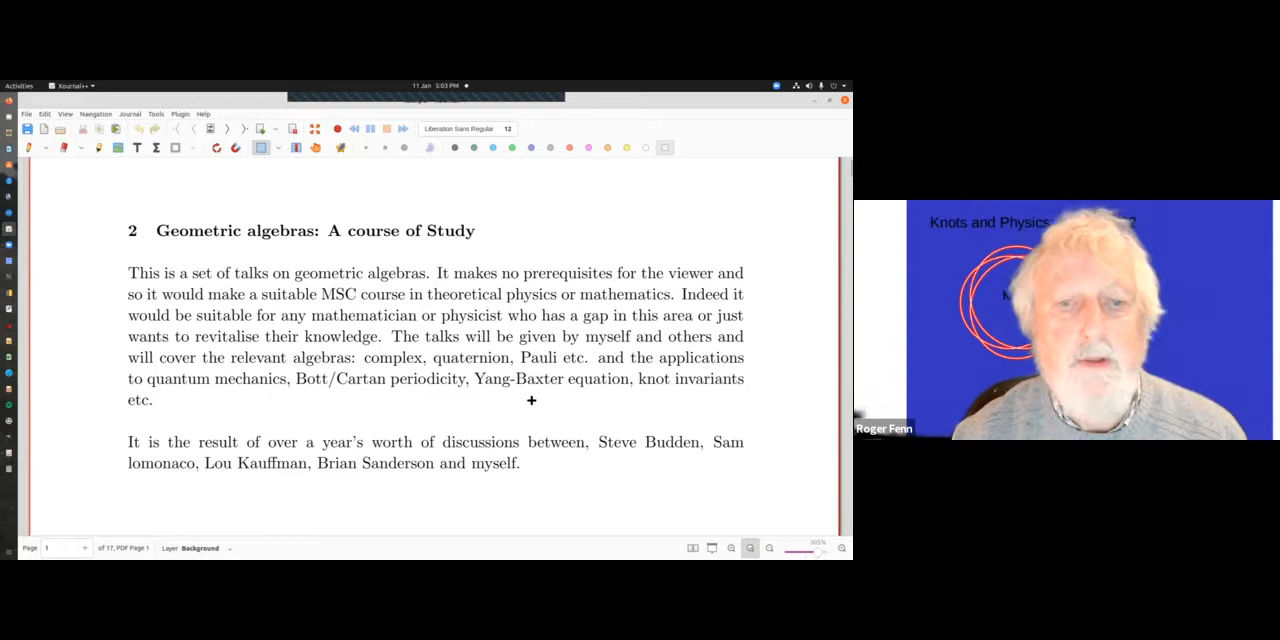 Activities Xournal++ 11 Jan 5:03 PM
File Edit View Navigation Journal Tools Plugin Help
Liberation Sans Regular 12
2 Geometric algebras: A course of Study
This is a set of talks on geometric algebras. It makes no prerequisites for the viewer and
so it would make a suitable MSC course in theoretical physics or mathematics. Indeed it
would be suitable for any mathematician or physicist who has a gap in this area or just
wants to revitalise their knowledge. The talks will be given by myself and others and
will cover the relevant algebras: complex, quaternion, Pauli etc. and the applications
to quantum mechanics, Bott/Cartan periodicity, Yang-Baxter equation, knot invariants
etc.
It is the result of over a year's worth of discussions between, Steve Budden, Sam
lomonaco, Lou Kauffman, Brian Sanderson and myself.
Page 1 of 17, PDF Page 1 Layer Background 305%
Knots and Physics:
Roger Fenn